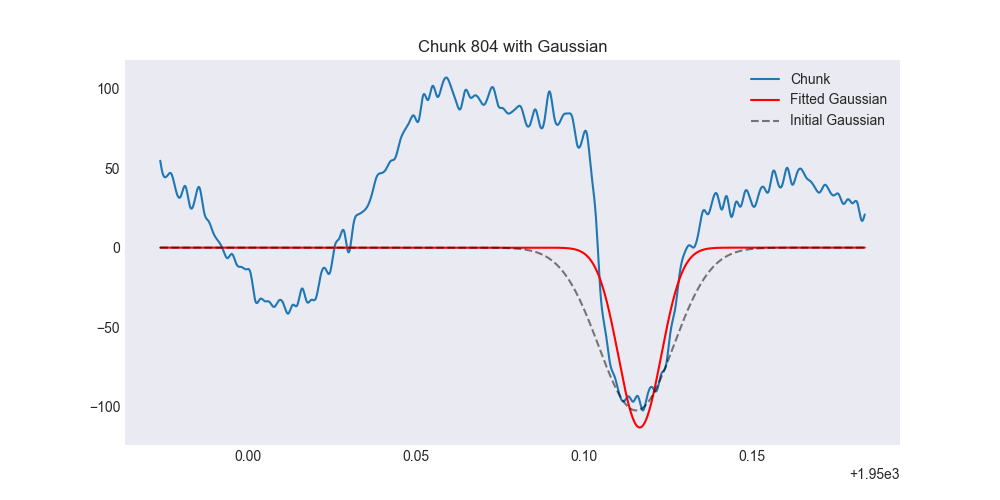 Chunk 804 with Gaussian
Chunk
Fitted Gaussian
Initial Gaussian
100
50
0
−50
−100
0.00
0.05
0.10
0.15
+1.95e3